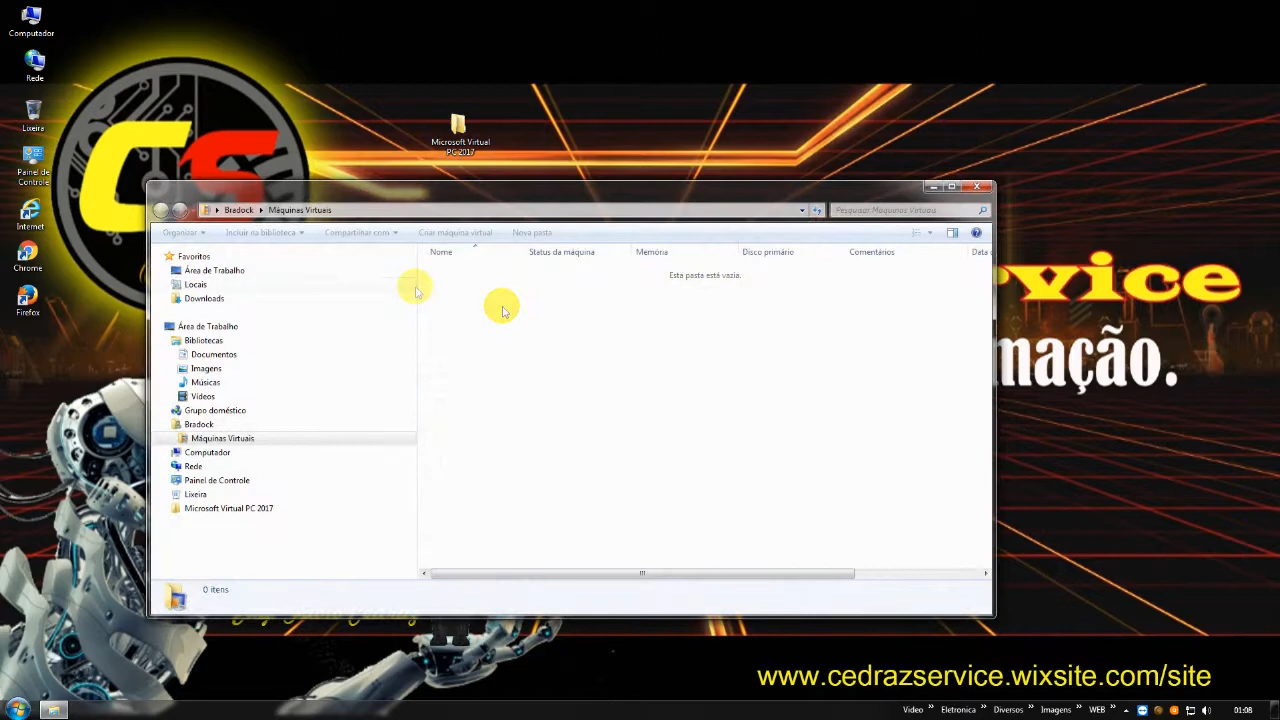 Computador
Rede
Lixeira
Painel de
Controle
Internet
Chrome
Firefox
CS
Microsoft Virtual
PC 2017
Bradock
Máquinas Virtuais
Pesquisar Máquinas Virtuais
Organizar
Incluir na biblioteca
Compartilhar com
Criar máquina virtual
Nova pasta
Favoritos
Área de Trabalho
Locais
Downloads
Área de Trabalho
Bibliotecas
Documentos
Imagens
Músicas
Vídeos
Grupo doméstico
Bradock
Máquinas Virtuais
Computador
Rede
Painel de Controle
Lixeira
Microsoft Virtual PC 2017
Nome
Status da máquina
Memória
Disco primário
Comentários
Data
Esta pasta está vazia.
0 itens
rvice
mação.
www.cedrazservice.wixsite.com/site
Video
Eletronica
Diversos
Imagens
WEB
01:08